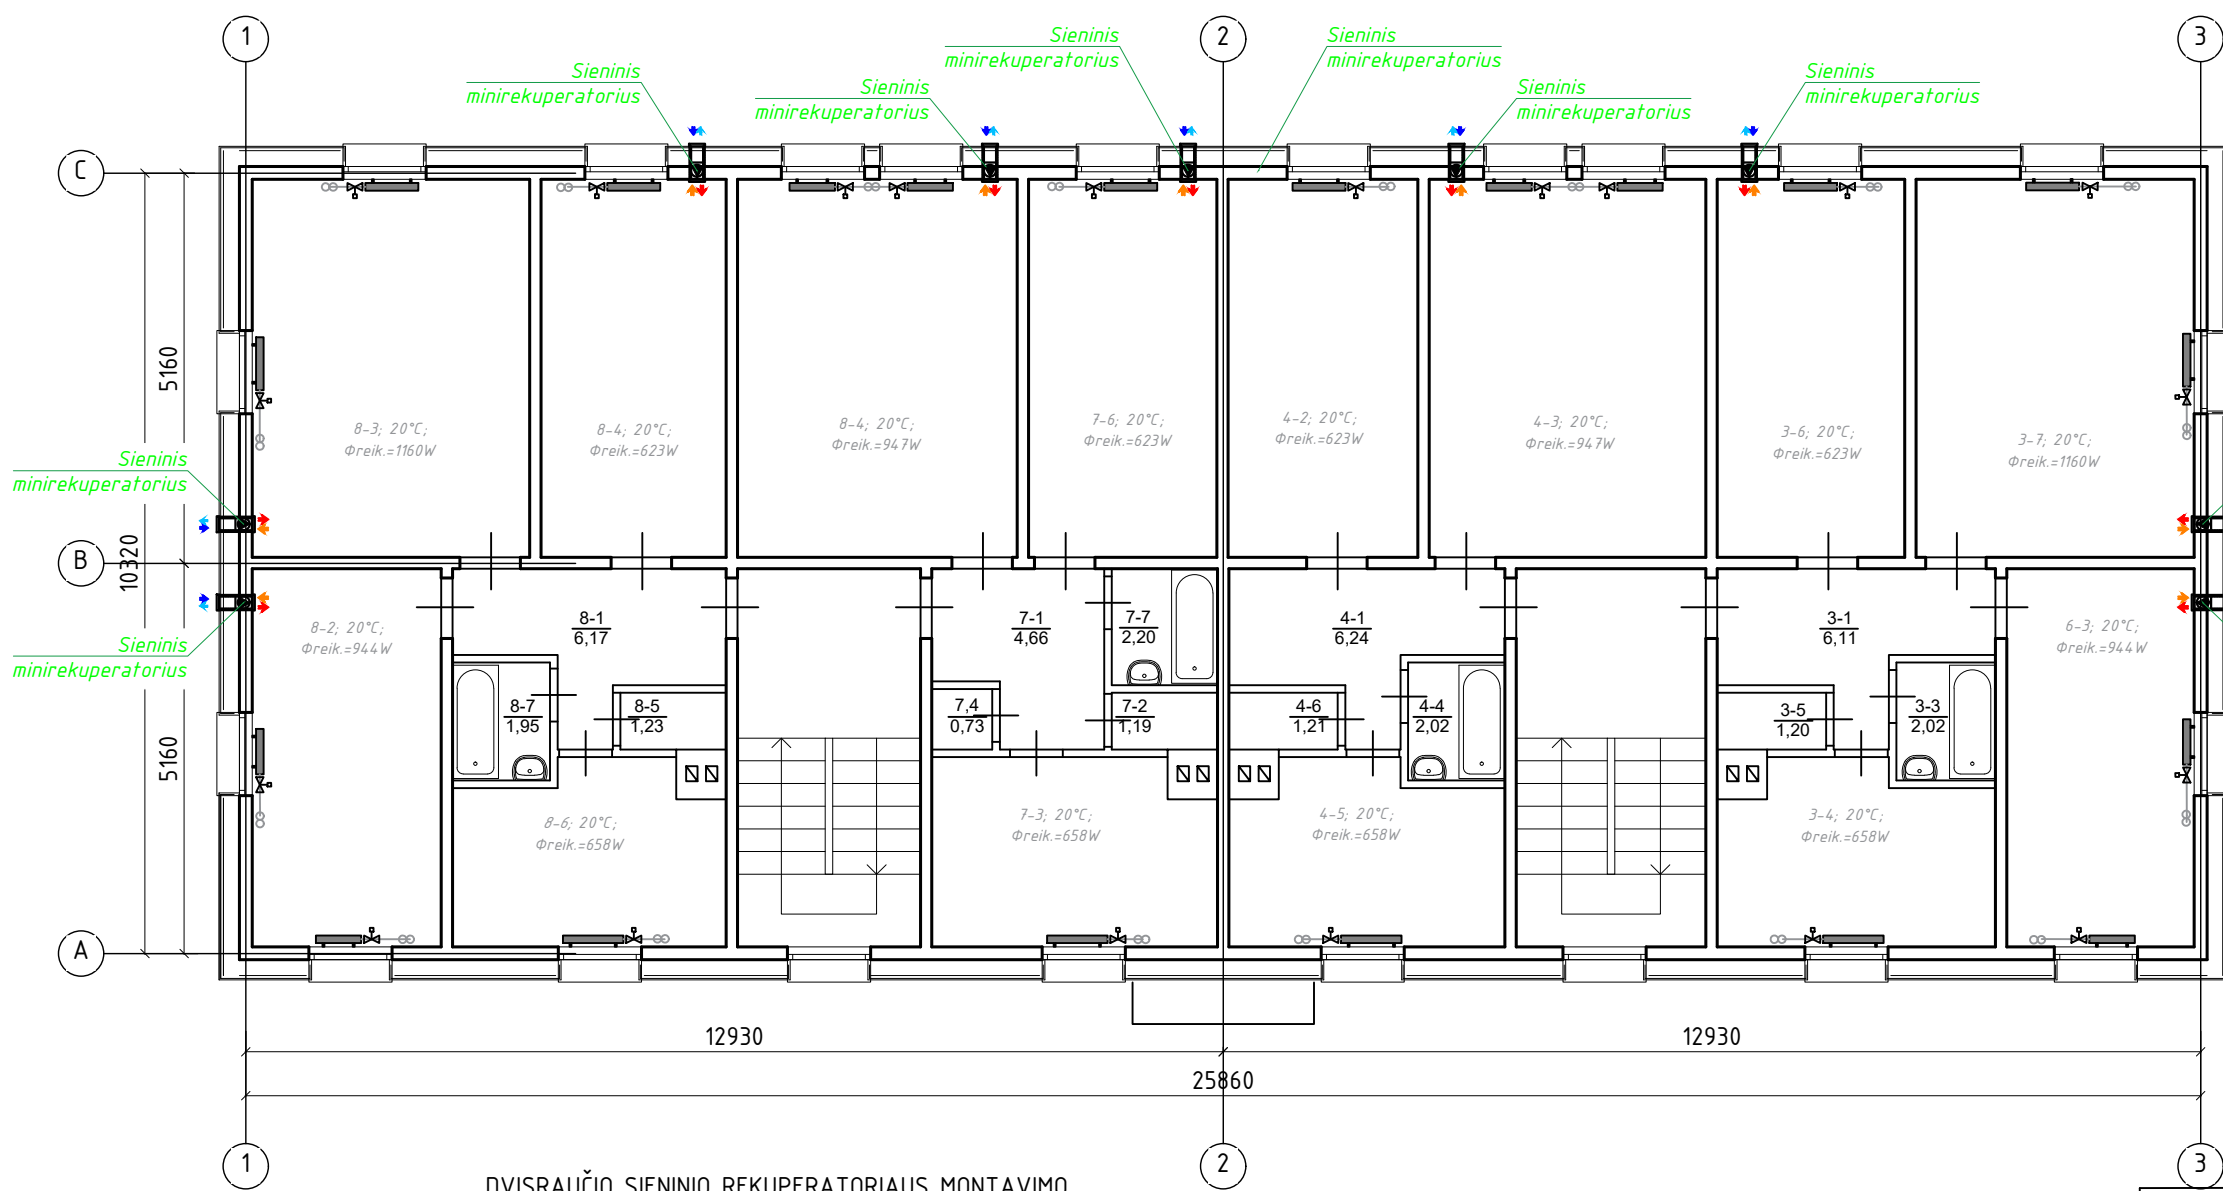 1
2
3
Sieninis
minirekuperatorius
Sieninis
minirekuperatorius
Sieninis
minirekuperatorius
Sieninis
minirekuperatorius
Sieninis
minirekuperatorius
Sieninis
minirekuperatorius
C
5160
10320
8-3; 20°C;
Φreik.=1160W
8-4; 20°C;
Φreik.=623W
8-4; 20°C;
Φreik.=947W
7-6; 20°C;
Φreik.=623W
4-2; 20°C;
Φreik.=623W
4-3; 20°C;
Φreik.=947W
3-6; 20°C;
Φreik.=623W
3-7; 20°C;
Φreik.=1160W
Sieninis
minirekuperatorius
B
8-2; 20°C;
Φreik.=944W
8-1
6,17
7-1
4,66
7-7
2,20
4-1
6,24
3-1
6,11
6-3; 20°C;
Φreik.=944W
Sieninis
minirekuperatorius
8-7
1,95
8-5
1,23
7,4
0,73
7-2
1,19
4-6
1,21
4-4
2,02
3-5
1,20
3-3
2,02
5160
8-6; 20°C;
Φreik.=658W
7-3; 20°C;
Φreik.=658W
4-5; 20°C;
Φreik.=658W
3-4; 20°C;
Φreik.=658W
A
12930
12930
25860
1
2
3
DVISRAUČIO SIENINIO REKUPERATORIAUS MONTAVIMO